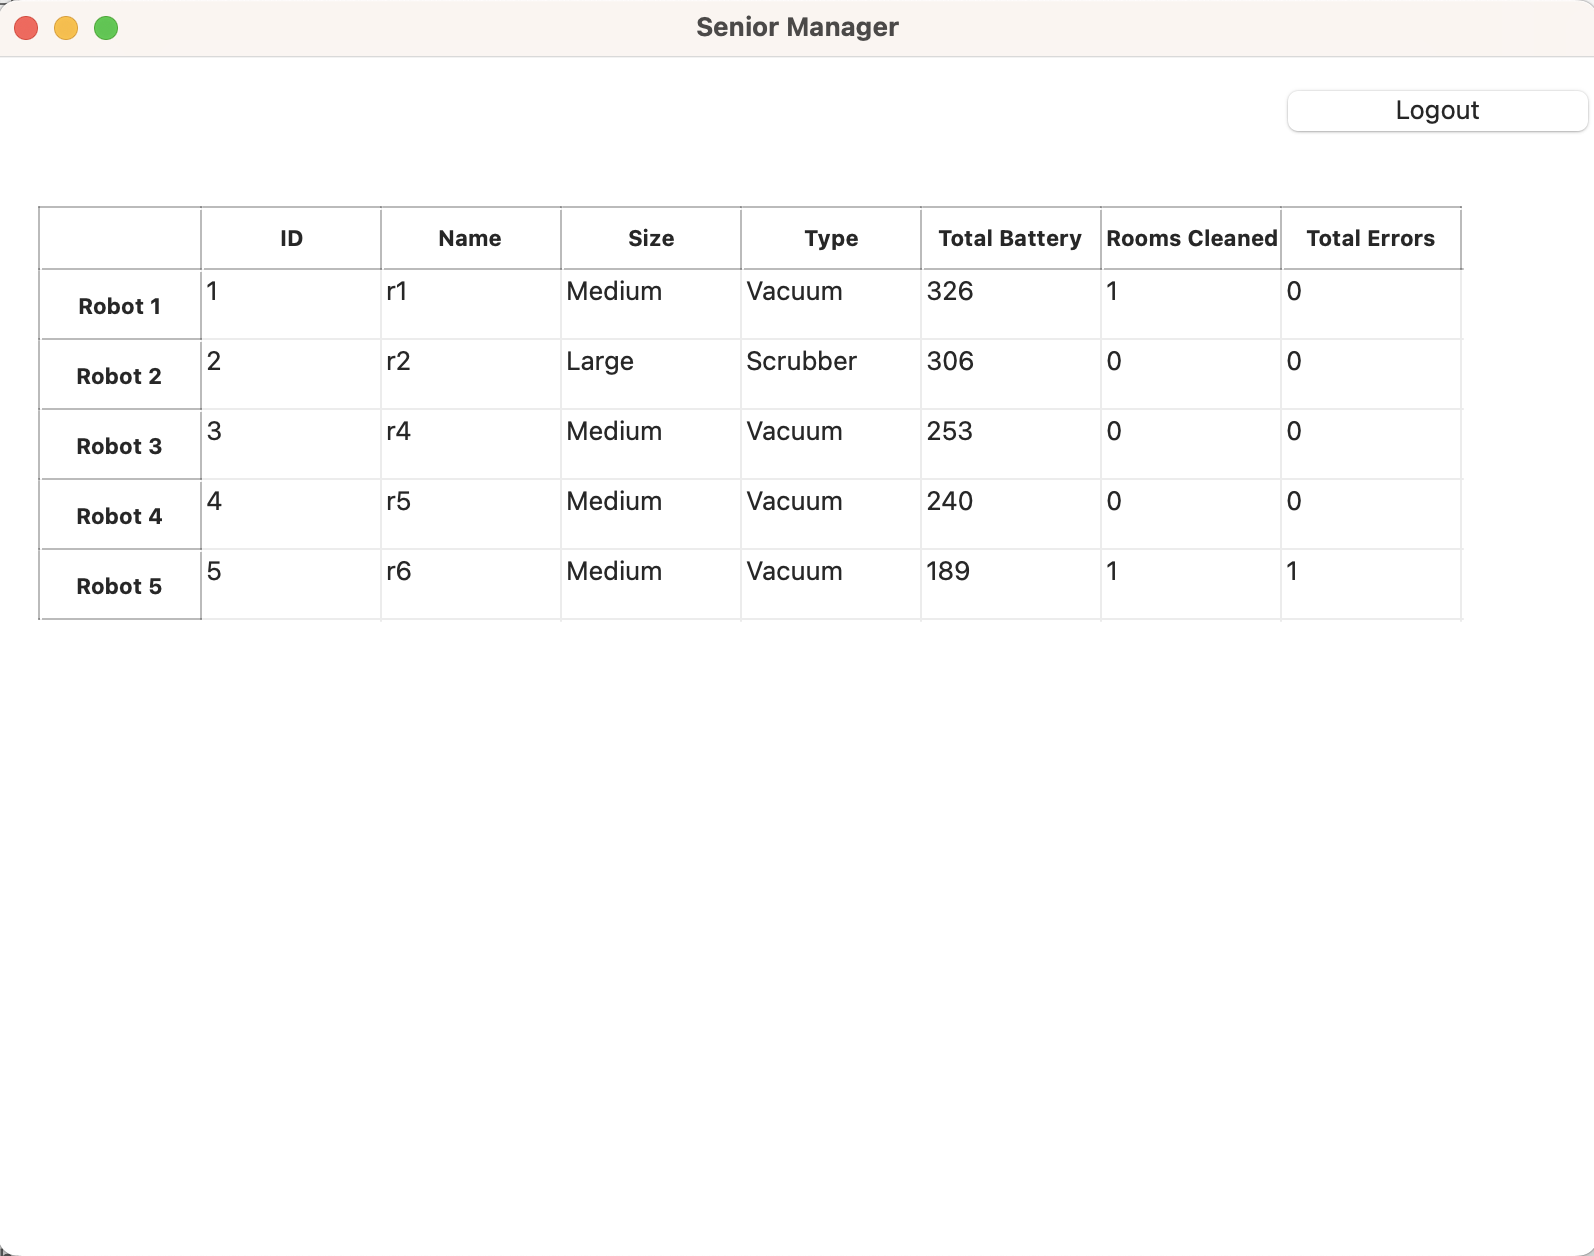 Senior Manager
Logout
ID Name Size Type Total Battery Rooms Cleaned Total Errors
Robot 1 1 r1 Medium Vacuum 326 1 0
Robot 2 2 r2 Large Scrubber 306 0 0
Robot 3 3 r4 Medium Vacuum 253 0 0
Robot 4 4 r5 Medium Vacuum 240 0 0
Robot 5 5 r6 Medium Vacuum 189 1 1